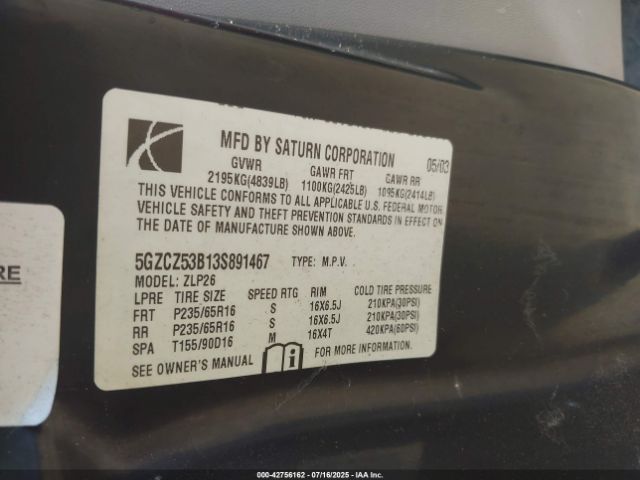 MFD BY SATURN CORPORATION 05/03
GVWR GAWR FRT GAWR RR
2195KG(4839LB) 1100KG(2425LB) 1095KG(2414LB)
THIS VEHICLE CONFORMS TO ALL APPLICABLE U.S. FEDERAL MOTOR
VEHICLE SAFETY AND THEFT PREVENTION STANDARDS IN EFFECT ON
THE DATE OF MANUFACTURE SHOWN ABOVE.
5GZCZ53B13S891467 TYPE: M.P.V.
MODEL: ZLP26
LPRE TIRE SIZE SPEED RTG RIM COLD TIRE PRESSURE
FRT P235/65R16 S 16X6.5J 210KPA(30PSI)
RR P235/65R16 S 16X6.5J 210KPA(30PSI)
SPA T155/90D16 M 16X4T 420KPA(60PSI)
SEE OWNER'S MANUAL i FOR MORE INFORMATION.
RE
000-42756162 - 07/16/2025 - IAA Inc.